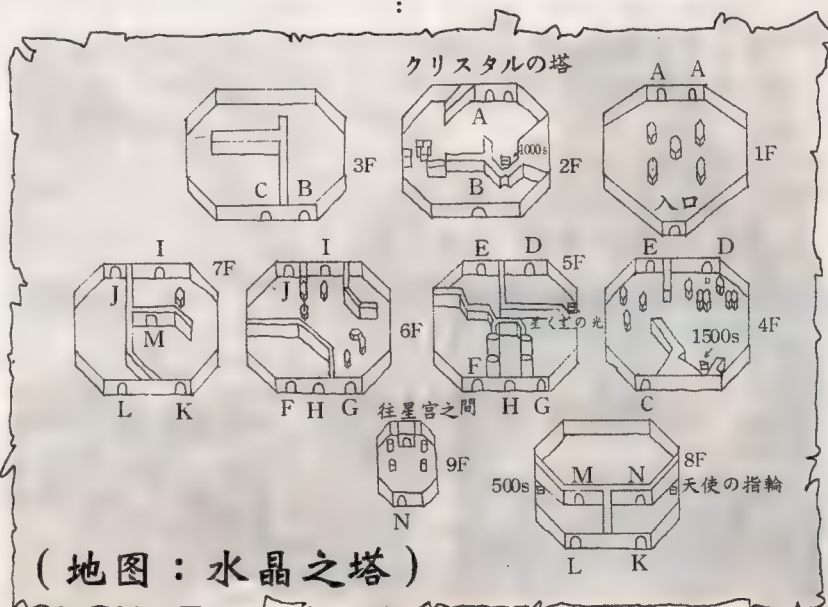 :
クリスタルの塔
A A
1F
入口
A
1000s
B
2F
3F
C B
I
7F
J
M
L K
I
J
6F
F H G
E D
5F
星くずの光
F
H G
E D
1500s
4F
C
往星宫之間
9F
N
8F
500s
M N
天使の指輪
L K
(地图：水晶之塔)